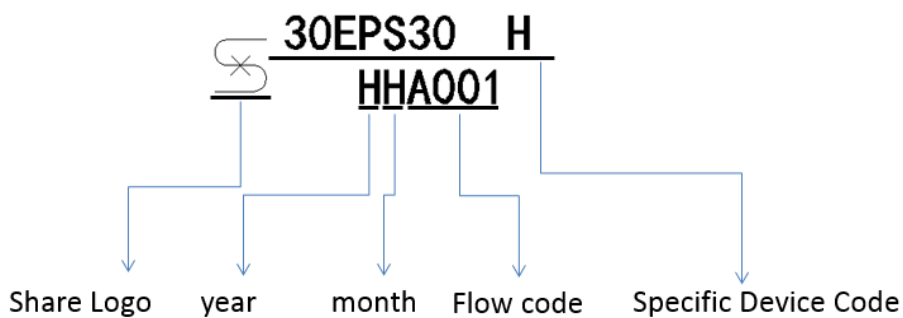 30EPS30 H
HHA001
Share Logo year month Flow code Specific Device Code